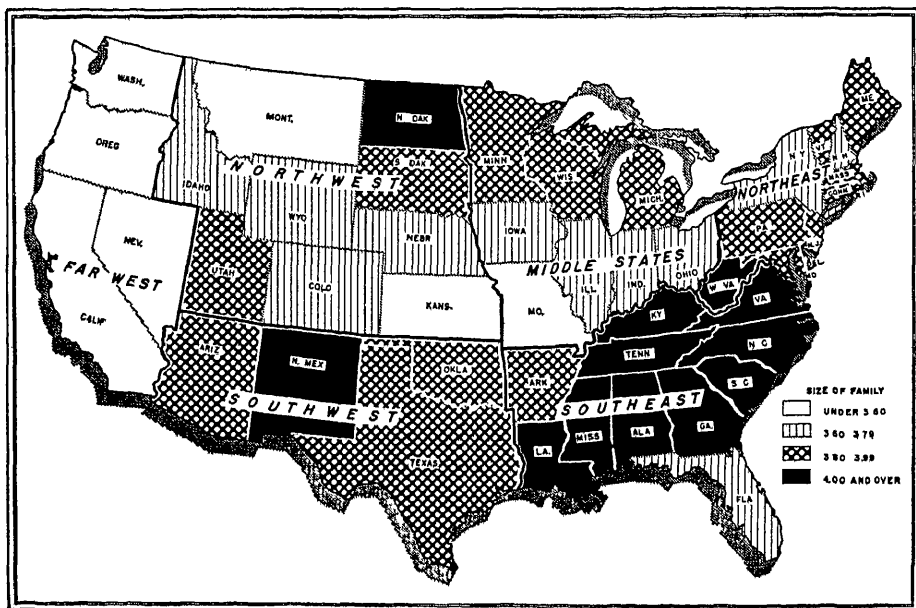 WASH.
MONT.
N. DAK
MINN
ME.
OREG
S. DAK
WIS
MICH.
N.Y.
VT
N.H.
MASS
CONN.
NORTHEAST
IDAHO
NORTHWEST
WYO
NEBR
IOWA
PA.
NEV.
UTAH
COLO
MIDDLE STATES
ILL.
IND.
OHIO
FAR WEST
CALIF
KANS.
MO.
W VA
VA
KY
ARIZ
N. MEX
OKLA
ARK
TENN
N C
S C
SOUTHWEST
SOUTHEAST
TEXAS
LA.
MISS
ALA
GA.
FLA
SIZE OF FAMILY
UNDER 3 60
3 60 3 79
3 80 3.99
4.00 AND OVER